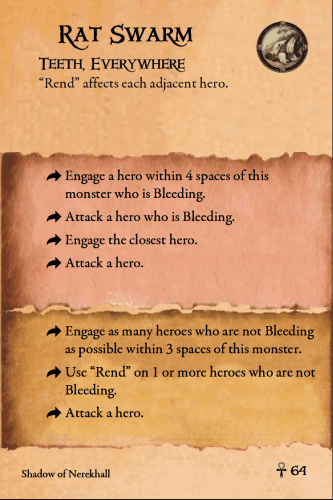 Rat Swarm
Teeth, Everywhere
“Rend” affects each adjacent hero.
Engage a hero within 4 spaces of this
monster who is Bleeding.
Attack a hero who is Bleeding.
Engage the closest hero.
Attack a hero.
Engage as many heroes who are not Bleeding
as possible within 3 spaces of this monster.
Use “Rend” on 1 or more heroes who are not
Bleeding.
Attack a hero.
Shadow of Nerekhall
64